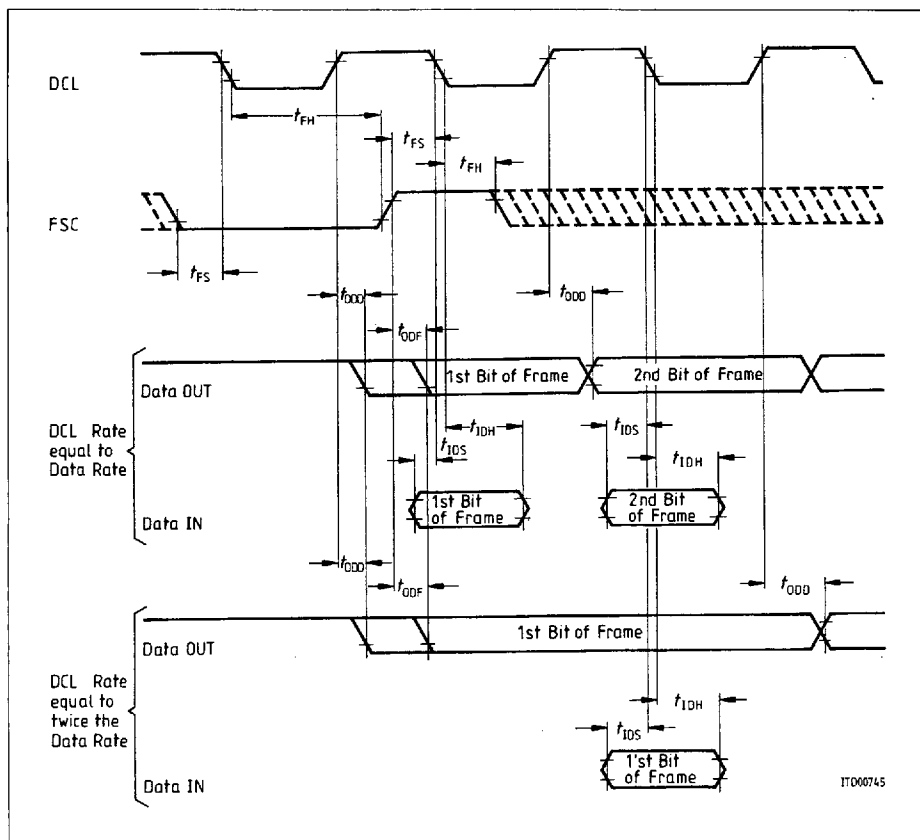 DCL
tFH
tFS
tFH
FSC
tFS
tODD
tODD
tODF
Data OUT
1st Bit of Frame
2nd Bit of Frame
DCL Rate
equal to
Data Rate
tIDH
tIDS
tIDS
tIDH
1st Bit
of Frame
2nd Bit
of Frame
Data IN
tODD
tODF
tODD
Data OUT
1st Bit of Frame
DCL Rate
equal to
twice the
Data Rate
tIDH
tIDS
1'st Bit
of Frame
Data IN
ITD00745